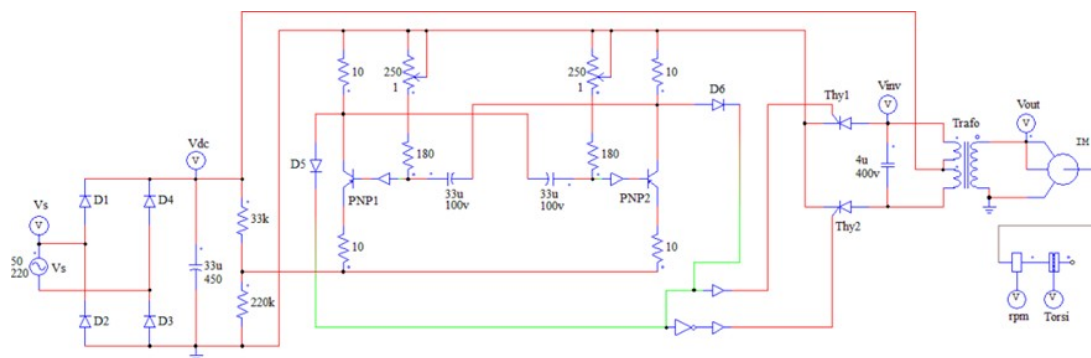 Vs
V
50
220
Vs
D1
D4
D2
D3
Vdc
V
33u
450
33k
220k
10
250
1
250
1
10
D5
180
180
D6
PNP1
33u
100v
33u
100v
PNP2
10
10
Thy1
Thy2
Vinv
V
4u
400v
Trafo
Vout
V
IM
V
rpm
V
Torsi